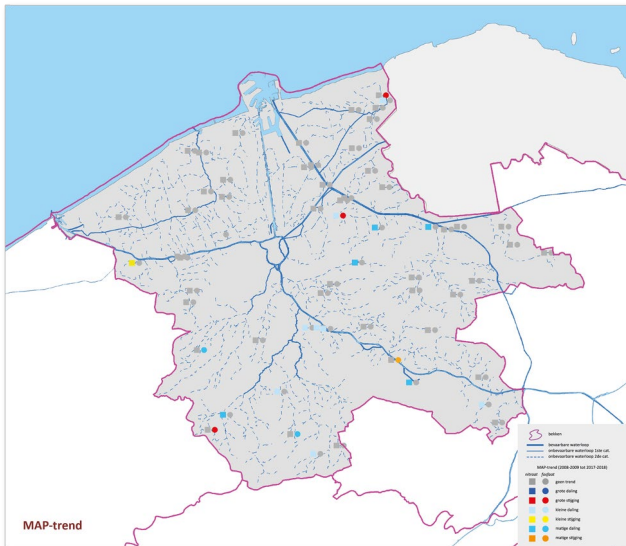 bekken
bevaarbare waterloop
onbevaarbare waterloop 1ste cat.
onbevaarbare waterloop 2de cat.
MAP-trend (2008-2009 tot 2017-2018)
nitraat fosfaat
geen trend
grote daling
grote stijging
kleine daling
kleine stijging
matige daling
matige stijging
MAP-trend